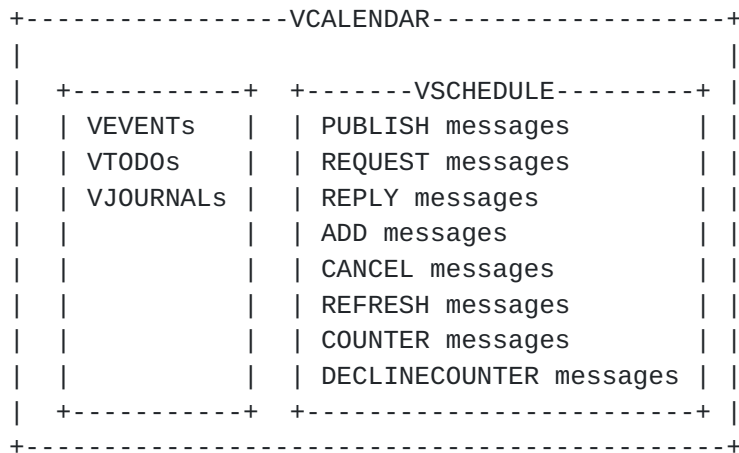 +-----------------VCALENDAR-------------------+
|                                             |
|  +-----------+  +-------VSCHEDULE---------+ |
|  | VEVENTs   |  | PUBLISH messages        | |
|  | VTODOs    |  | REQUEST messages        | |
|  | VJOURNALs |  | REPLY messages          | |
|  |           |  | ADD messages            | |
|  |           |  | CANCEL messages         | |
|  |           |  | REFRESH messages        | |
|  |           |  | COUNTER messages        | |
|  |           |  | DECLINECOUNTER messages | |
|  +-----------+  +-------------------------+ |
+---------------------------------------------+